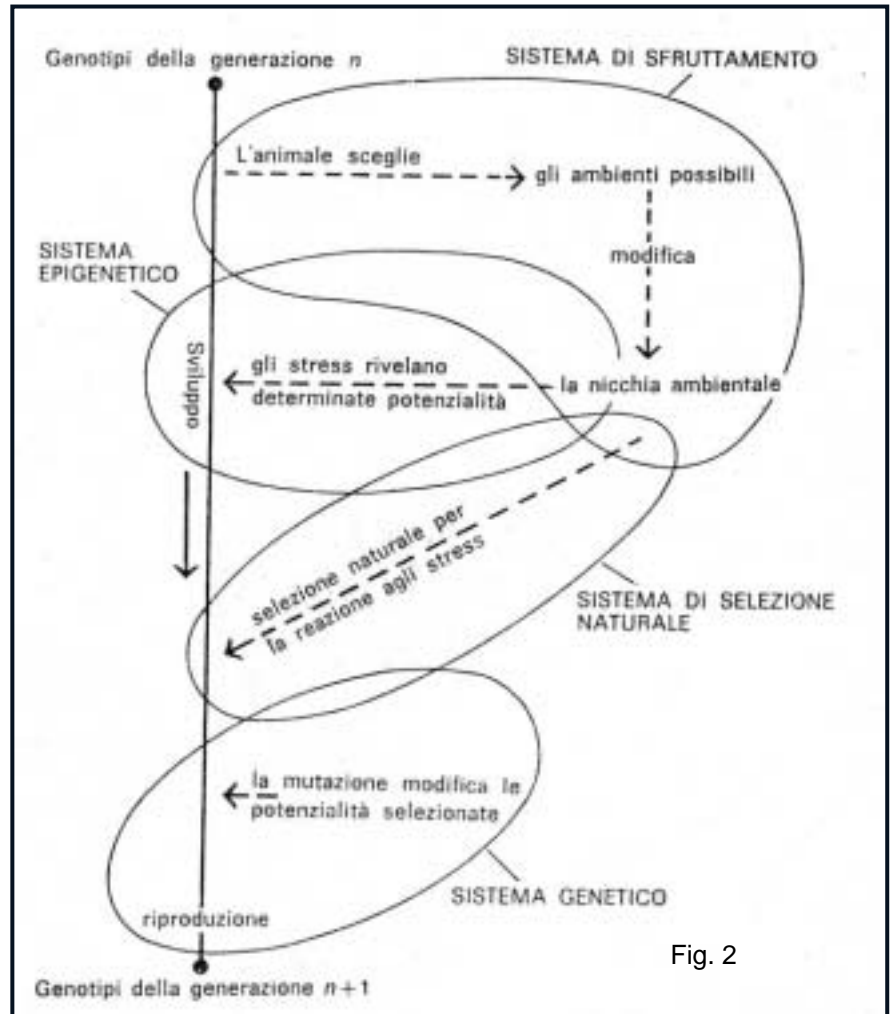 Genotipi della generazione n
SISTEMA DI SFRUTTAMENTO
L'animale sceglie
gli ambienti possibili
SISTEMA
EPIGENETICO
modifica
Sviluppo
gli stress rivelano
determinate potenzialità
la nicchia ambientale
selezione naturale per
la reazione agli stress
SISTEMA DI SELEZIONE
NATURALE
la mutazione modifica le
potenzialità selezionate
SISTEMA GENETICO
riproduzione
Fig. 2
Genotipi della generazione n+1